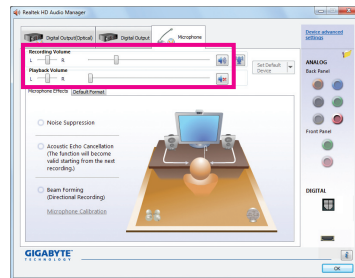 Realtek HD Audio Manager
Digital Output(Optical)
Digital Output
Microphone
Device advanced
settings
Recording Volume
L
R
Set Default
Device
Playback Volume
L
R
Microphone Effects
Default Format
Noise Suppression
Acoustic Echo Cancellation
(The function will become
valid starting from the next
recording.)
Beam Forming
(Directional Recording)
Microphone Calibration
ANALOG
Back Panel
Front Panel
DIGITAL
GIGABYTE™
TECHNOLOGY
OK